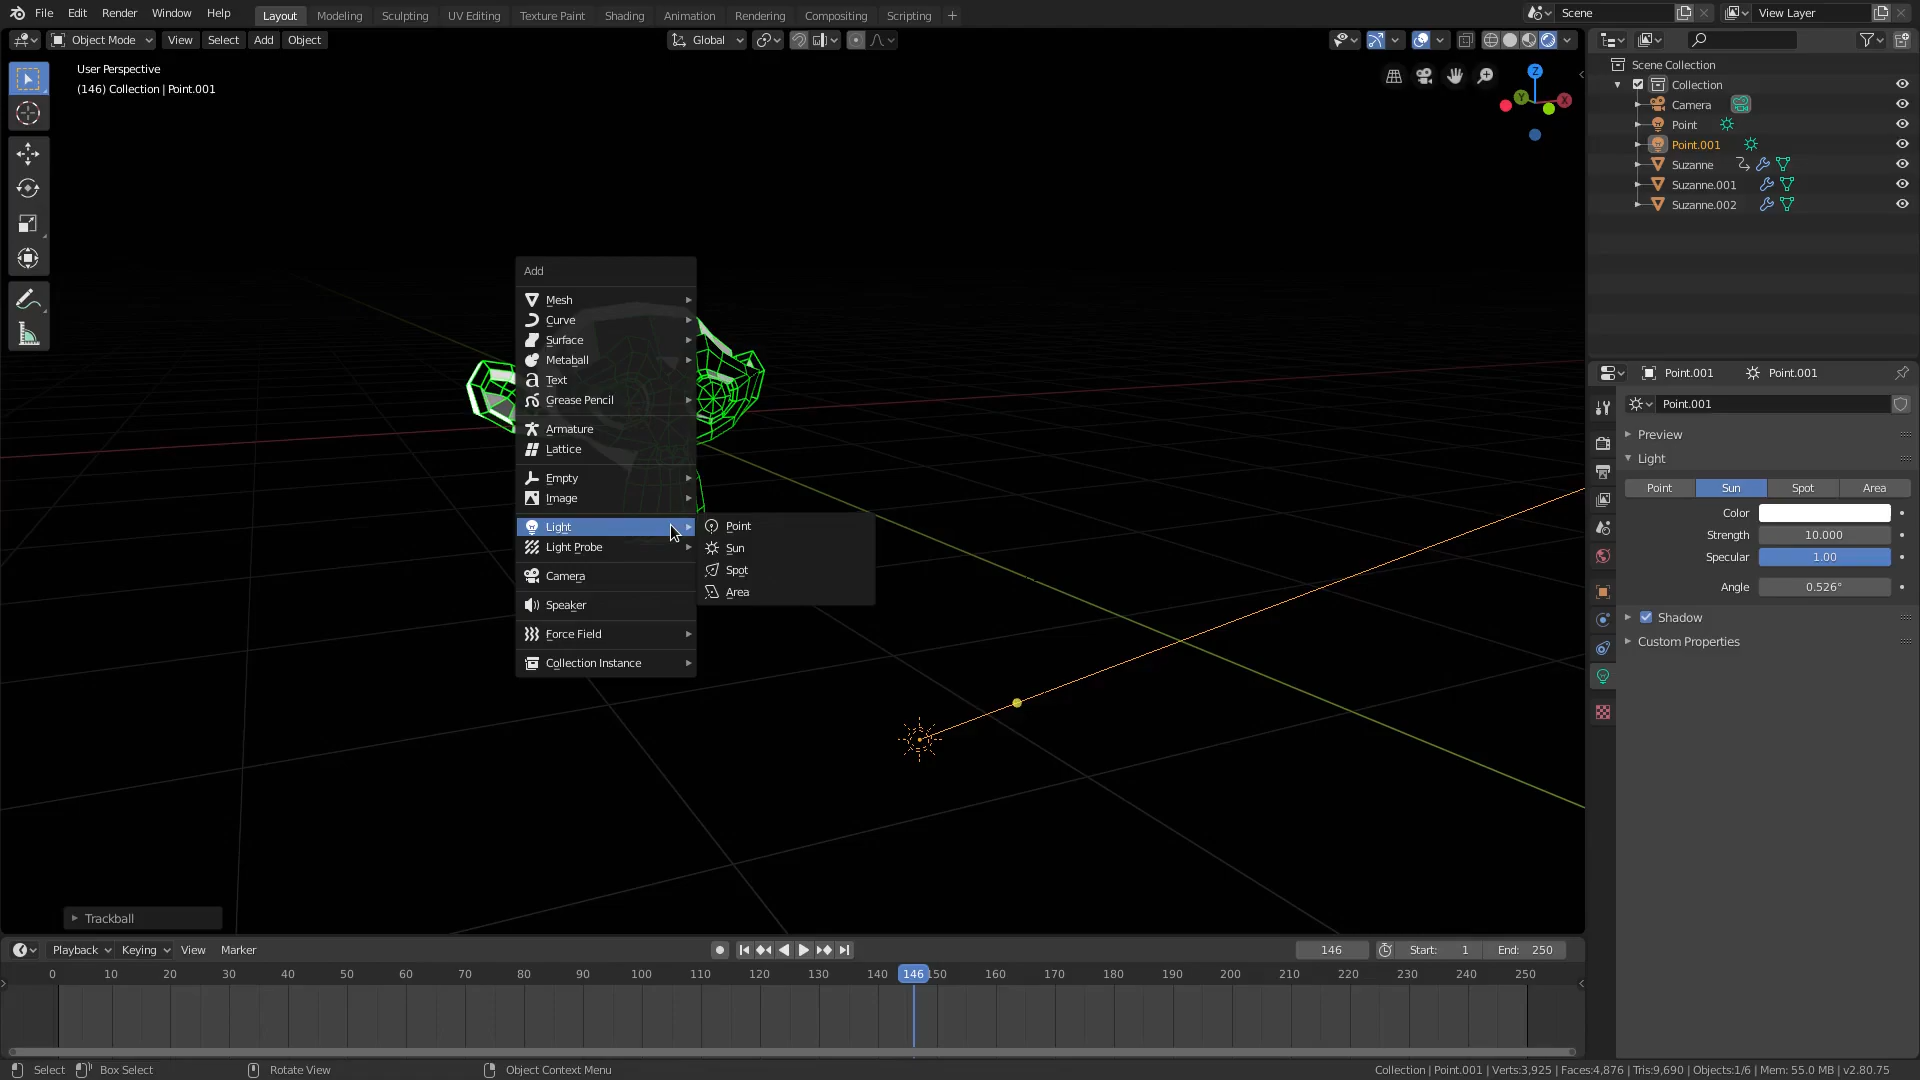 File Edit Render Window Help Layout Modeling Sculpting UV Editing Texture Paint Shading Animation Rendering Compositing Scripting + Scene View Layer
Object Mode View Select Add Object Global
User Perspective
(146) Collection | Point.001
Z
Y
X
Scene Collection
Collection
Camera
Point
Point.001
Suzanne
Suzanne.001
Suzanne.002
Add
Mesh
Curve
Surface
Metaball
Text
Grease Pencil
Armature
Lattice
Empty
Image
Light
Light Probe
Camera
Speaker
Force Field
Collection Instance
Point
Sun
Spot
Area
Point.001 Point.001
Point.001
Preview
Light
Point Sun Spot Area
Color
Strength 10.000
Specular 1.00
Angle 0.526°
Shadow
Custom Properties
Trackball
Playback Keying View Marker 146 Start: 1 End: 250
0 10 20 30 40 50 60 70 80 90 100 110 120 130 140 146 150 160 170 180 190 200 210 220 230 240 250
Select Box Select Rotate View Object Context Menu Collection | Point.001 | Verts:3,925 | Faces:4,876 | Tris:9,690 | Objects:1/6 | Mem: 55.0 MB | v2.80.75